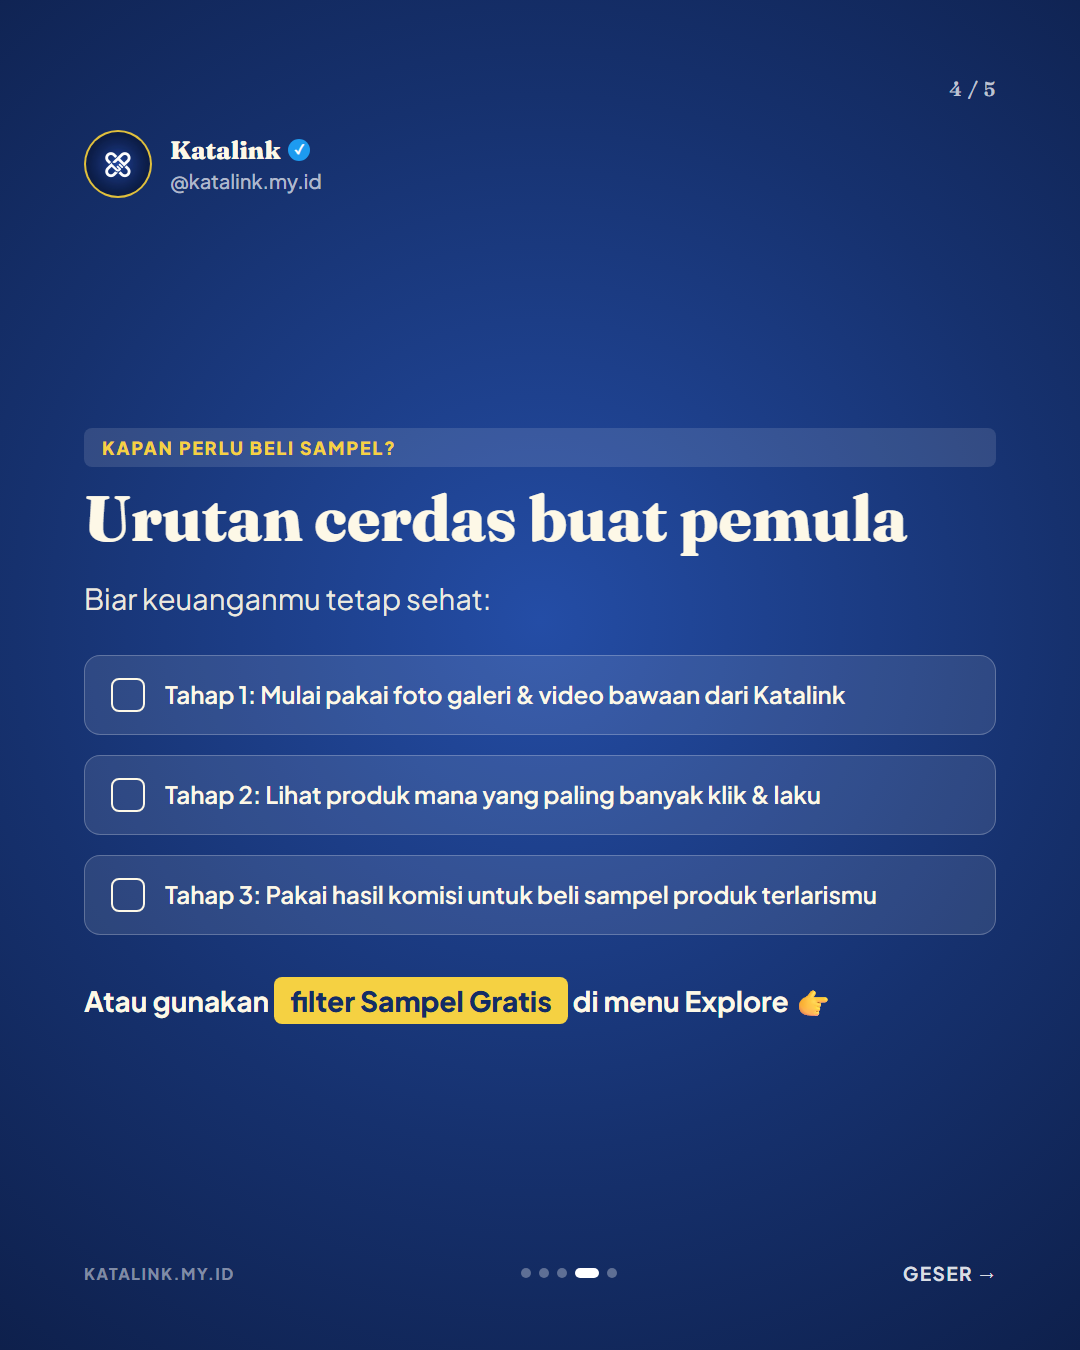 4 / 5
Katalink
@katalink.my.id
KAPAN PERLU BELI SAMPEL?
Urutan cerdas buat pemula
Biar keuanganmu tetap sehat:
Tahap 1: Mulai pakai foto galeri & video bawaan dari Katalink
Tahap 2: Lihat produk mana yang paling banyak klik & laku
Tahap 3: Pakai hasil komisi untuk beli sampel produk terlarismu
Atau gunakan filter Sampel Gratis di menu Explore 👉
KATALINK.MY.ID
GESER →